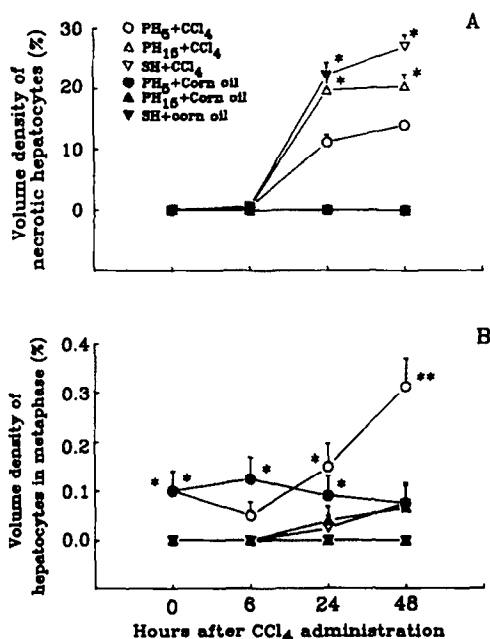 A
Volume density of
necrotic hepatocytes (%)
30
20
10
0
PH5+CCl4
PH15+CCl4
SH+CCl4
PH5+Corn oil
PH15+Corn oil
SH+corn oil
*
*
*
*
B
Volume density of
hepatocytes in metaphase (%)
0.4
0.3
0.2
0.1
0.0
*
*
*
*
*
**
0
6
24
48
Hours after CCl4 administration